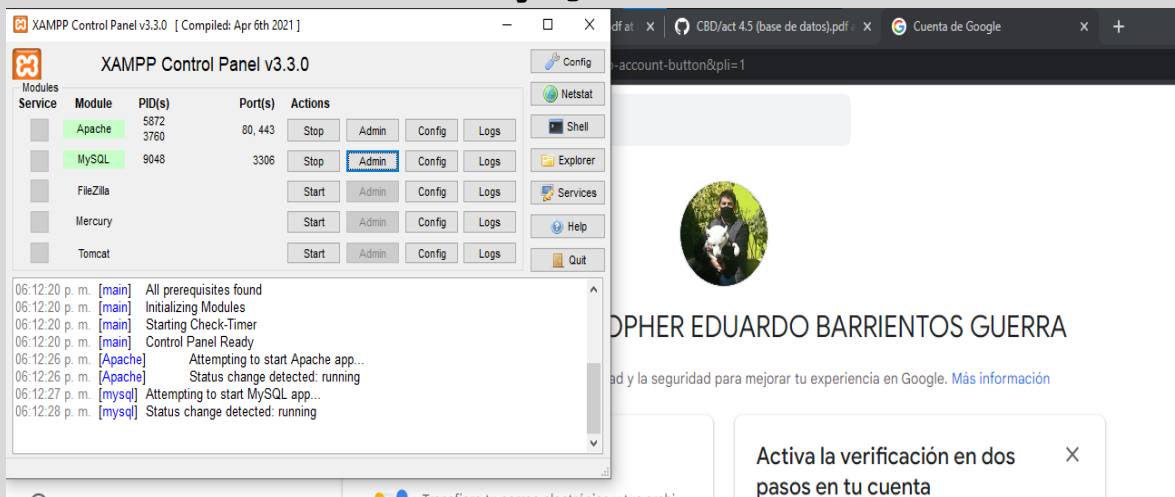 XAMPP Control Panel v3.3.0 [ Compiled: Apr 6th 2021 ]
XAMPP Control Panel v3.3.0
Config
Modules
Service Module PID(s) Port(s) Actions
Netstat
Apache 5872 3760 80, 443 Stop Admin Config Logs
Shell
MySQL 9048 3306 Stop Admin Config Logs
Explorer
FileZilla Start Admin Config Logs
Services
Mercury Start Admin Config Logs
Help
Tomcat Start Admin Config Logs
Quit
06:12:20 p. m. [main] All prerequisites found
06:12:20 p. m. [main] Initializing Modules
06:12:20 p. m. [main] Starting Check-Timer
06:12:20 p. m. [main] Control Panel Ready
06:12:26 p. m. [Apache] Attempting to start Apache app...
06:12:26 p. m. [Apache] Status change detected: running
06:12:27 p. m. [mysql] Attempting to start MySQL app...
06:12:28 p. m. [mysql] Status change detected: running
df at CBD/act 4.5 (base de datos).pdf Cuenta de Google
-account-button&pli=1
OPHER EDUARDO BARRIENTOS GUERRA
ad y la seguridad para mejorar tu experiencia en Google. Más información
Activa la verificación en dos
pasos en tu cuenta